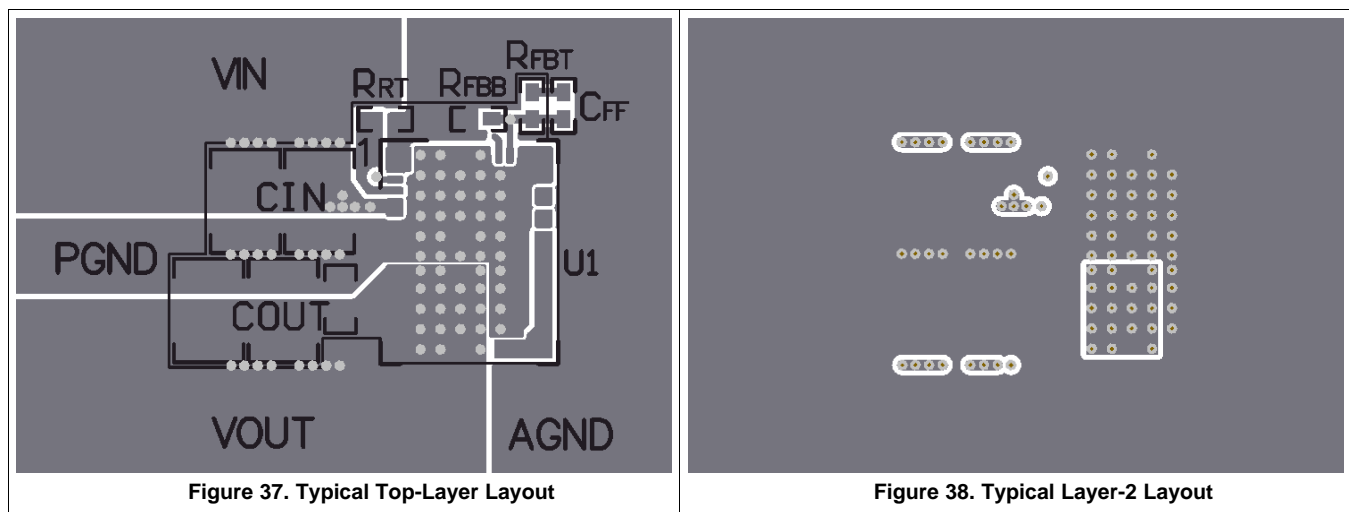 VIN
RRT
RFBB
RFBT
CFF
1
CIN
PGND
U1
COUT
VOUT
AGND
Figure 37. Typical Top-Layer Layout
Figure 38. Typical Layer-2 Layout